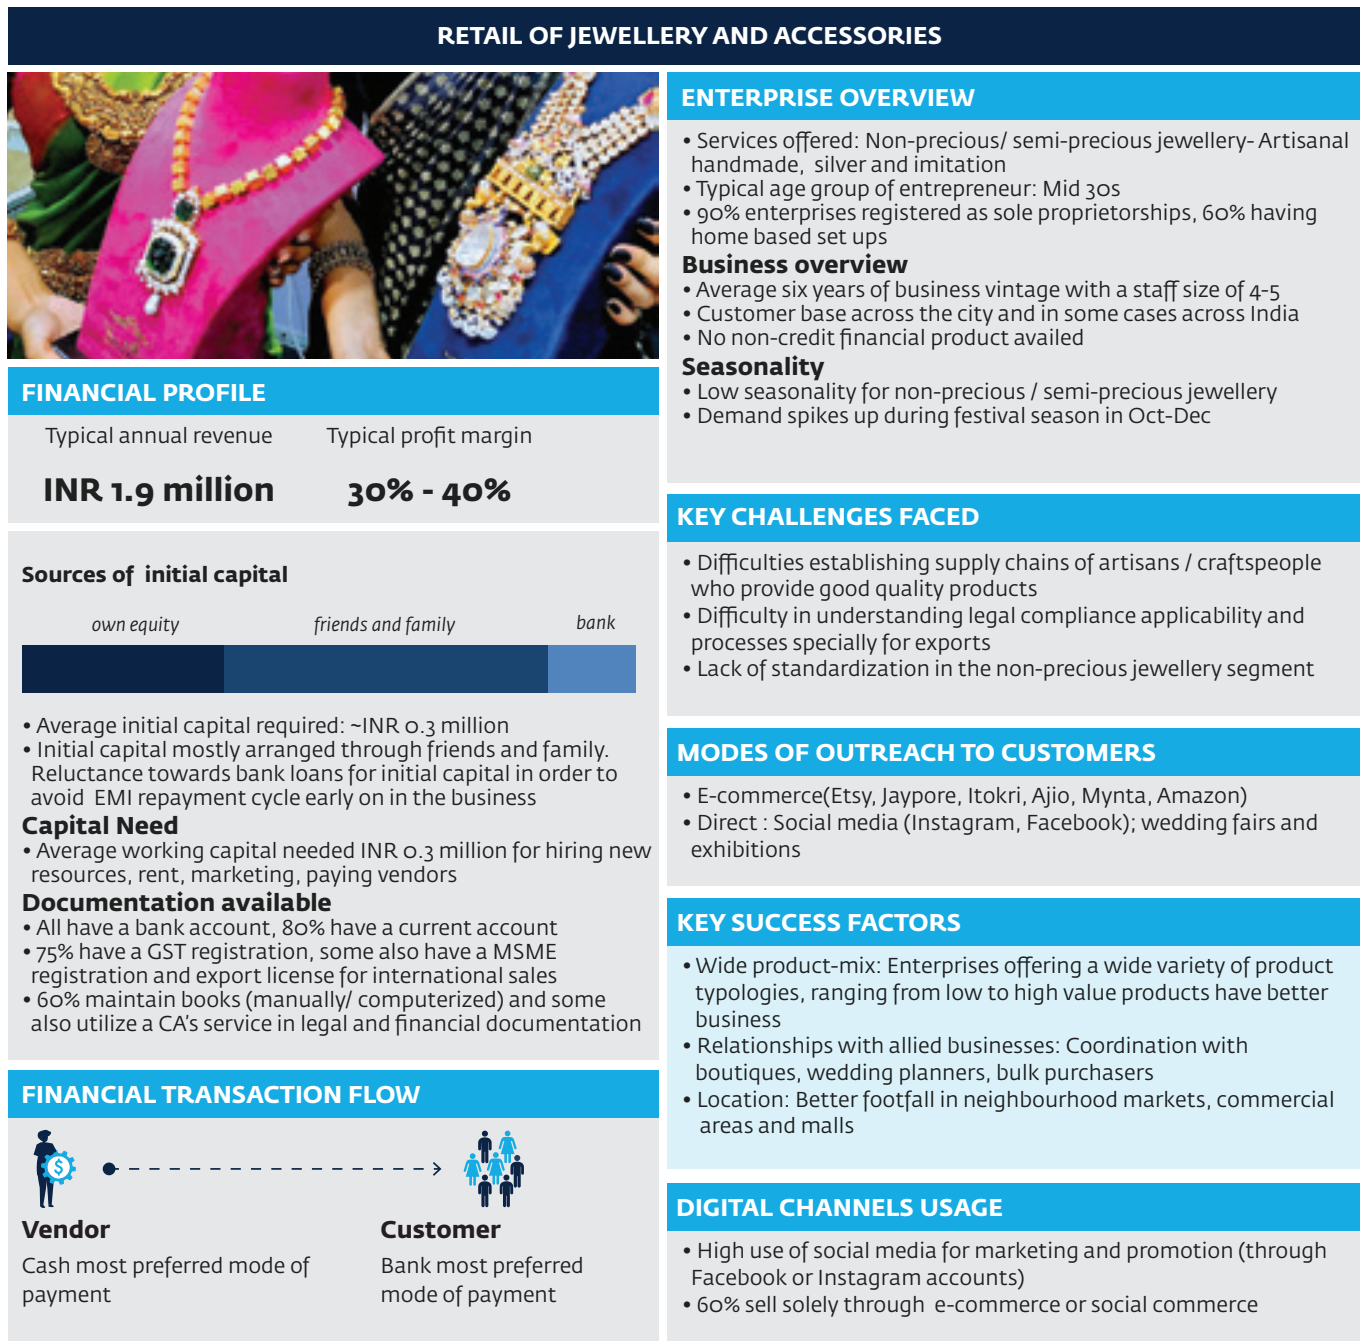 RETAIL OF JEWELLERY AND ACCESSORIES
FINANCIAL PROFILE
Typical annual revenue
INR 1.9 million
Typical profit margin
30% - 40%
Sources of initial capital
own equity
friends and family
bank
• Average initial capital required: ~INR 0.3 million
• Initial capital mostly arranged through friends and family.
Reluctance towards bank loans for initial capital in order to
avoid EMI repayment cycle early on in the business
Capital Need
• Average working capital needed INR 0.3 million for hiring new
resources, rent, marketing, paying vendors
Documentation available
• All have a bank account, 80% have a current account
• 75% have a GST registration, some also have a MSME
registration and export license for international sales
• 60% maintain books (manually/ computerized) and some
also utilize a CA's service in legal and financial documentation
FINANCIAL TRANSACTION FLOW
$
Vendor
Cash most preferred mode of
payment
Customer
Bank most preferred
mode of payment
ENTERPRISE OVERVIEW
• Services offered: Non-precious/ semi-precious jewellery- Artisanal
handmade, silver and imitation
• Typical age group of entrepreneur: Mid 30s
• 90% enterprises registered as sole proprietorships, 60% having
home based set ups
Business overview
• Average six years of business vintage with a staff size of 4-5
• Customer base across the city and in some cases across India
• No non-credit financial product availed
Seasonality
• Low seasonality for non-precious / semi-precious jewellery
• Demand spikes up during festival season in Oct-Dec
KEY CHALLENGES FACED
• Difficulties establishing supply chains of artisans / craftspeople
who provide good quality products
• Difficulty in understanding legal compliance applicability and
processes specially for exports
• Lack of standardization in the non-precious jewellery segment
MODES OF OUTREACH TO CUSTOMERS
• E-commerce(Etsy, Jaypore, Itokri, Ajio, Mynta, Amazon)
• Direct : Social media (Instagram, Facebook); wedding fairs and
exhibitions
KEY SUCCESS FACTORS
• Wide product-mix: Enterprises offering a wide variety of product
typologies, ranging from low to high value products have better
business
• Relationships with allied businesses: Coordination with
boutiques, wedding planners, bulk purchasers
• Location: Better footfall in neighbourhood markets, commercial
areas and malls
DIGITAL CHANNELS USAGE
• High use of social media for marketing and promotion (through
Facebook or Instagram accounts)
• 60% sell solely through e-commerce or social commerce